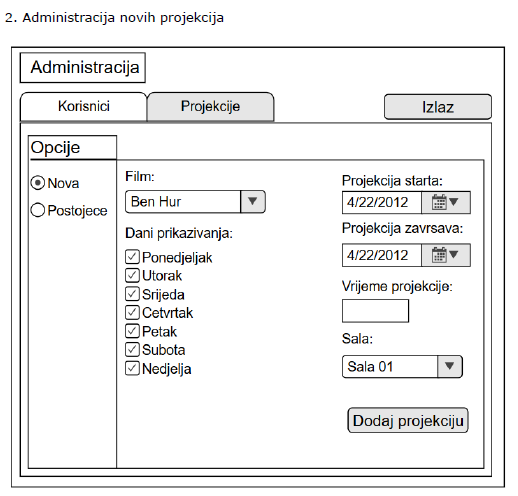 2. Administracija novih projekcija
Administracija
Korisnici
Projekcije
Izlaz
Opcije
Nova
Postojece
Film:
Ben Hur
Dani prikazivanja:
Ponedjeljak
Utorak
Srijeda
Cetvrtak
Petak
Subota
Nedjelja
Projekcija starta:
4/22/2012
Projekcija zavrsava:
4/22/2012
Vrijeme projekcije:
Sala:
Sala 01
Dodaj projekciju